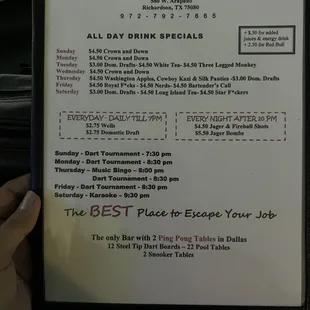 580 W. Arapaho
Richardson, TX 75080
972-792-7665
ALL DAY DRINK SPECIALS
+ $.50 for added
juices & energy drink
+ 2.50 for Red Bull
Sunday $4.50 Crown and Down
Monday $4.50 Crown and Down
Tuesday $3.00 Dom. Drafts- $4.50 White Tea- $4.50 Three Legged Monkey
Wednesday $4.50 Crown and Down
Thursday $4.50 Washington Apples, Cowboy Kazi & Silk Panties -$3.00 Dom. Drafts
Friday $4.50 Royal F*cks - $4.50 Nerds- $4.50 Bartender's Call
Saturday $3.00 Dom. Drafts- $4.50 Long Island Tea- $4.50 Star F*ckers
EVERYDAY - DAILY TILL 7PM
$2.75 Wells
$2.75 Domestic Draft
EVERY NIGHT AFTER 10 PM
$4.50 Jager & Fireball Shots
$5.50 Jager Bombs
Sunday - Dart Tournament - 7:30 pm
Monday - Dart Tournament - 8:30 pm
Thursday – Music Bingo – 8:00 pm
Dart Tournament - 8:30 pm
Friday - Dart Tournament - 8:30 pm
Saturday - Karaoke – 9:30 pm
The BEST Place to Escape Your Job
The only Bar with 2 Ping Pong Tables in Dallas
12 Steel Tip Dart Boards – 22 Pool Tables
2 Snooker Tables